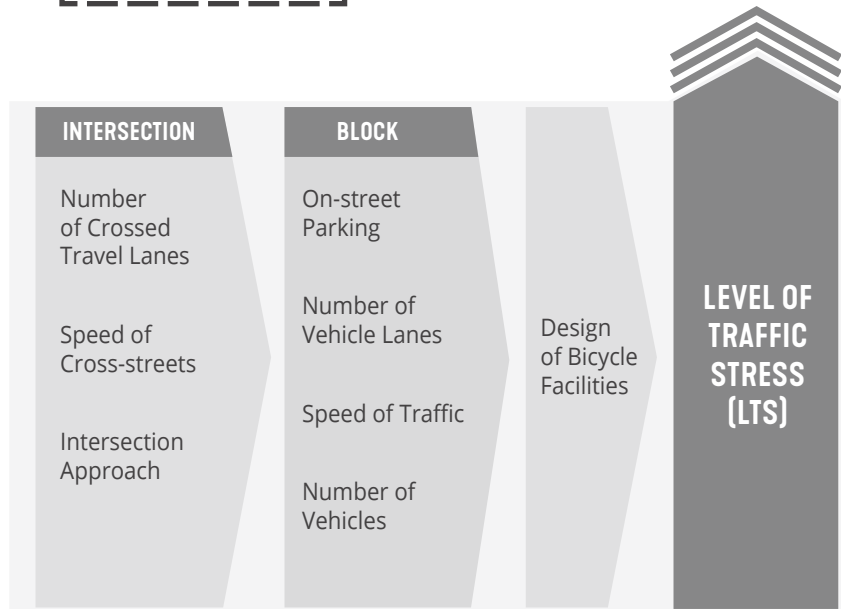 INTERSECTION
Number
of Crossed
Travel Lanes
Speed of
Cross-streets
Intersection
Approach
BLOCK
On-street
Parking
Number of
Vehicle Lanes
Speed of Traffic
Number of
Vehicles
Design
of Bicycle
Facilities
LEVEL OF
TRAFFIC
STRESS
(LTS)